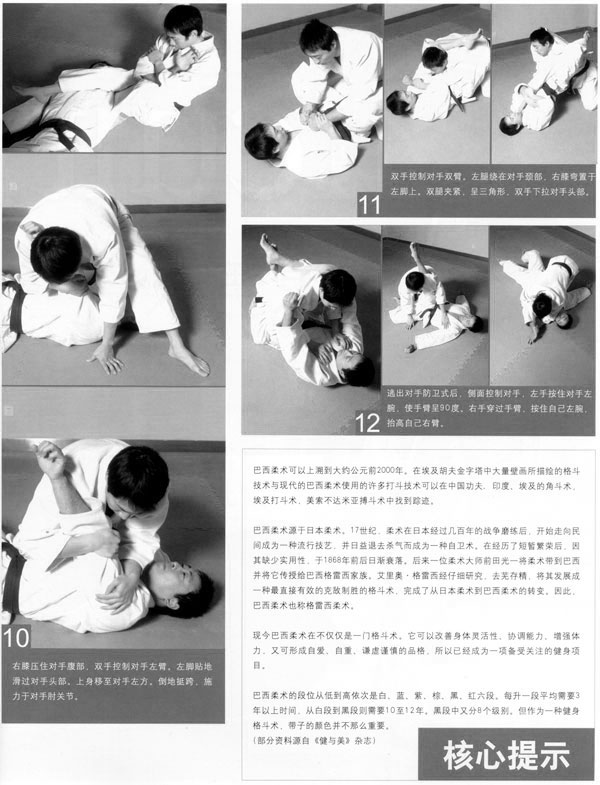 10
右膝压住对手腹部，双手控制对手左臂。左脚贴地
滑过对手头部。上身移至对手左方。倒地挺跨，施
力于对手肘关节。
11
双手控制对手双臂。左腿绕在对手颈部，右膝弯置于
左脚上。双腿夹紧，呈三角形，双手下拉对手头部。
12
逃出对手防卫式后，侧面控制对手，左手按住对手左
腕，使手臂呈90度。右手穿过手臂，按住自己左腕，
抬高自己右臂。
巴西柔术可以上溯到大约公元前2000年。在埃及胡夫金字塔中大量壁画所描绘的格斗
技术与现代的巴西柔术使用的许多打斗技术可以在中国功夫、印度、埃及的角斗术，
埃及打斗术，美索不达米亚搏斗术中找到踪迹。
巴西柔术源于日本柔术。17世纪，柔术在日本经过几百年的战争磨练后，开始走向民
间成为一种流行技艺，并日益退去杀气而成为一种自卫术。在经历了短暂繁荣后，因
其缺少实用性，于1868年前后日渐衰落。后来一位柔术大师前田光一将柔术带到巴西
并将它传授给巴西格雷西家族。艾里奥·格雷西经仔细研究，去芜存精，将其发展成
一种最直接有效的克敌制胜的格斗术，完成了从日本柔术到巴西柔术的转变。因此，
巴西柔术也称格雷西柔术。
现今巴西柔术在不仅仅是一门格斗术。它可以改善身体灵活性、协调能力、增强体
力，又可形成自爱、自重、谦虚谨慎的品格，所以已经成为一项备受关注的健身项
目。
巴西柔术的段位从低到高依次是白、蓝、紫、棕、黑、红六段。每升一段平均需要3
年以上时间，从白段到黑段则需要10至12年。黑段中又分8个级别。但作为一种健身
格斗术，带子的颜色并不那么重要。
(部分资料源自《健与美》杂志)
核心提示